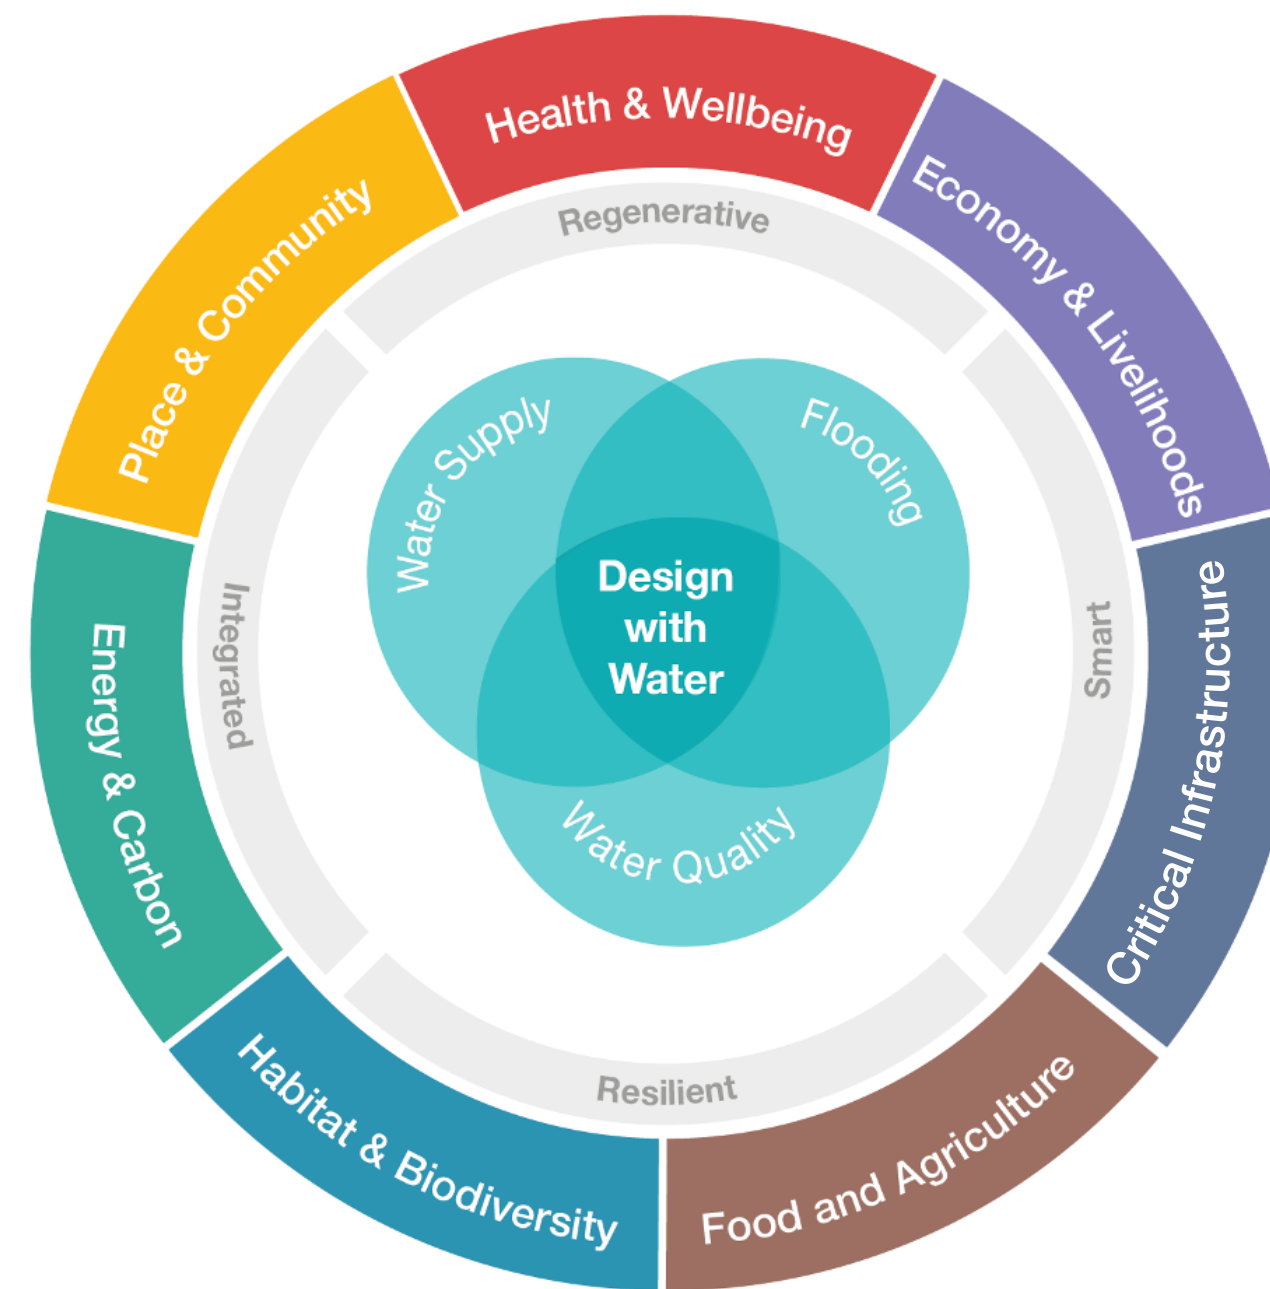 Health & Wellbeing
Economy & Livelihoods
Critical Infrastructure
Food and Agriculture
Habitat & Biodiversity
Energy & Carbon
Place & Community
Regenerative
Smart
Resilient
Integrated
Water Supply
Flooding
Water Quality
Design
with
Water